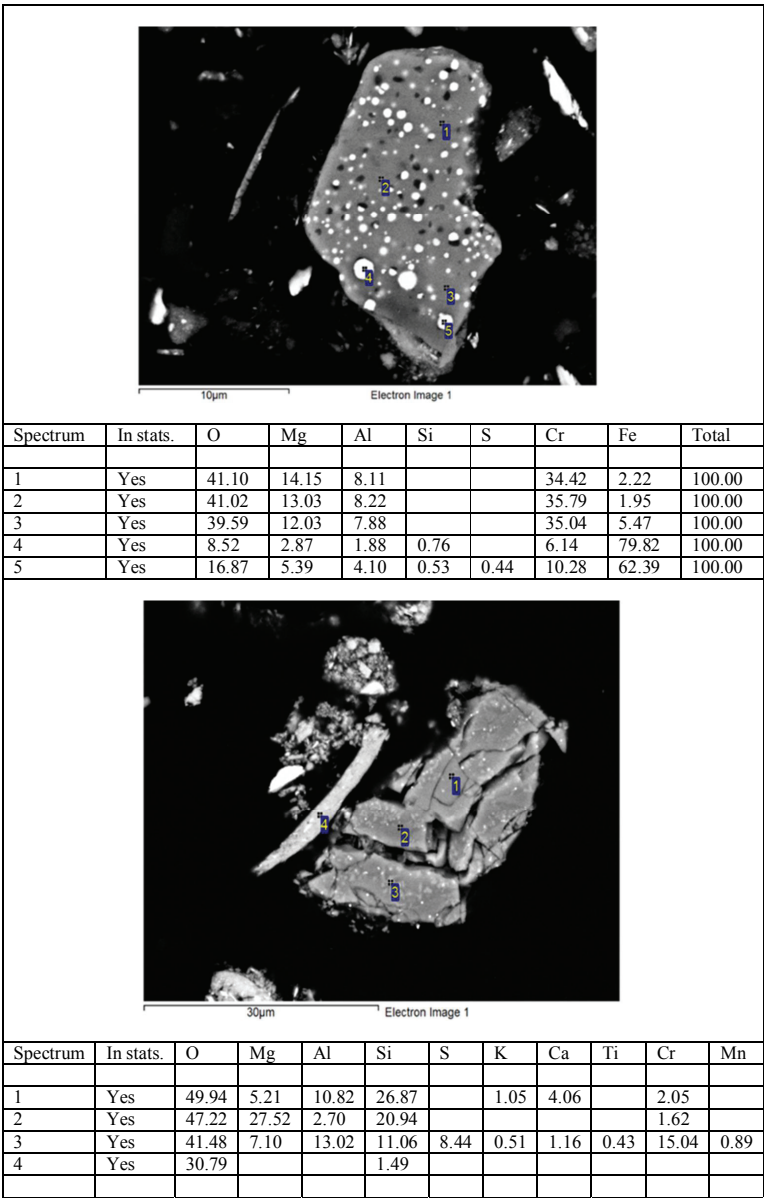 1
2
4
3
5
10µm Electron Image 1
Spectrum In stats. O Mg Al Si S Cr Fe Total
1 Yes 41.10 14.15 8.11 34.42 2.22 100.00
2 Yes 41.02 13.03 8.22 35.79 1.95 100.00
3 Yes 39.59 12.03 7.88 35.04 5.47 100.00
4 Yes 8.52 2.87 1.88 0.76 6.14 79.82 100.00
5 Yes 16.87 5.39 4.10 0.53 0.44 10.28 62.39 100.00
1
4
2
3
30µm Electron Image 1
Spectrum In stats. O Mg Al Si S K Ca Ti Cr Mn
1 Yes 49.94 5.21 10.82 26.87 1.05 4.06 2.05
2 Yes 47.22 27.52 2.70 20.94 1.62
3 Yes 41.48 7.10 13.02 11.06 8.44 0.51 1.16 0.43 15.04 0.89
4 Yes 30.79 1.49